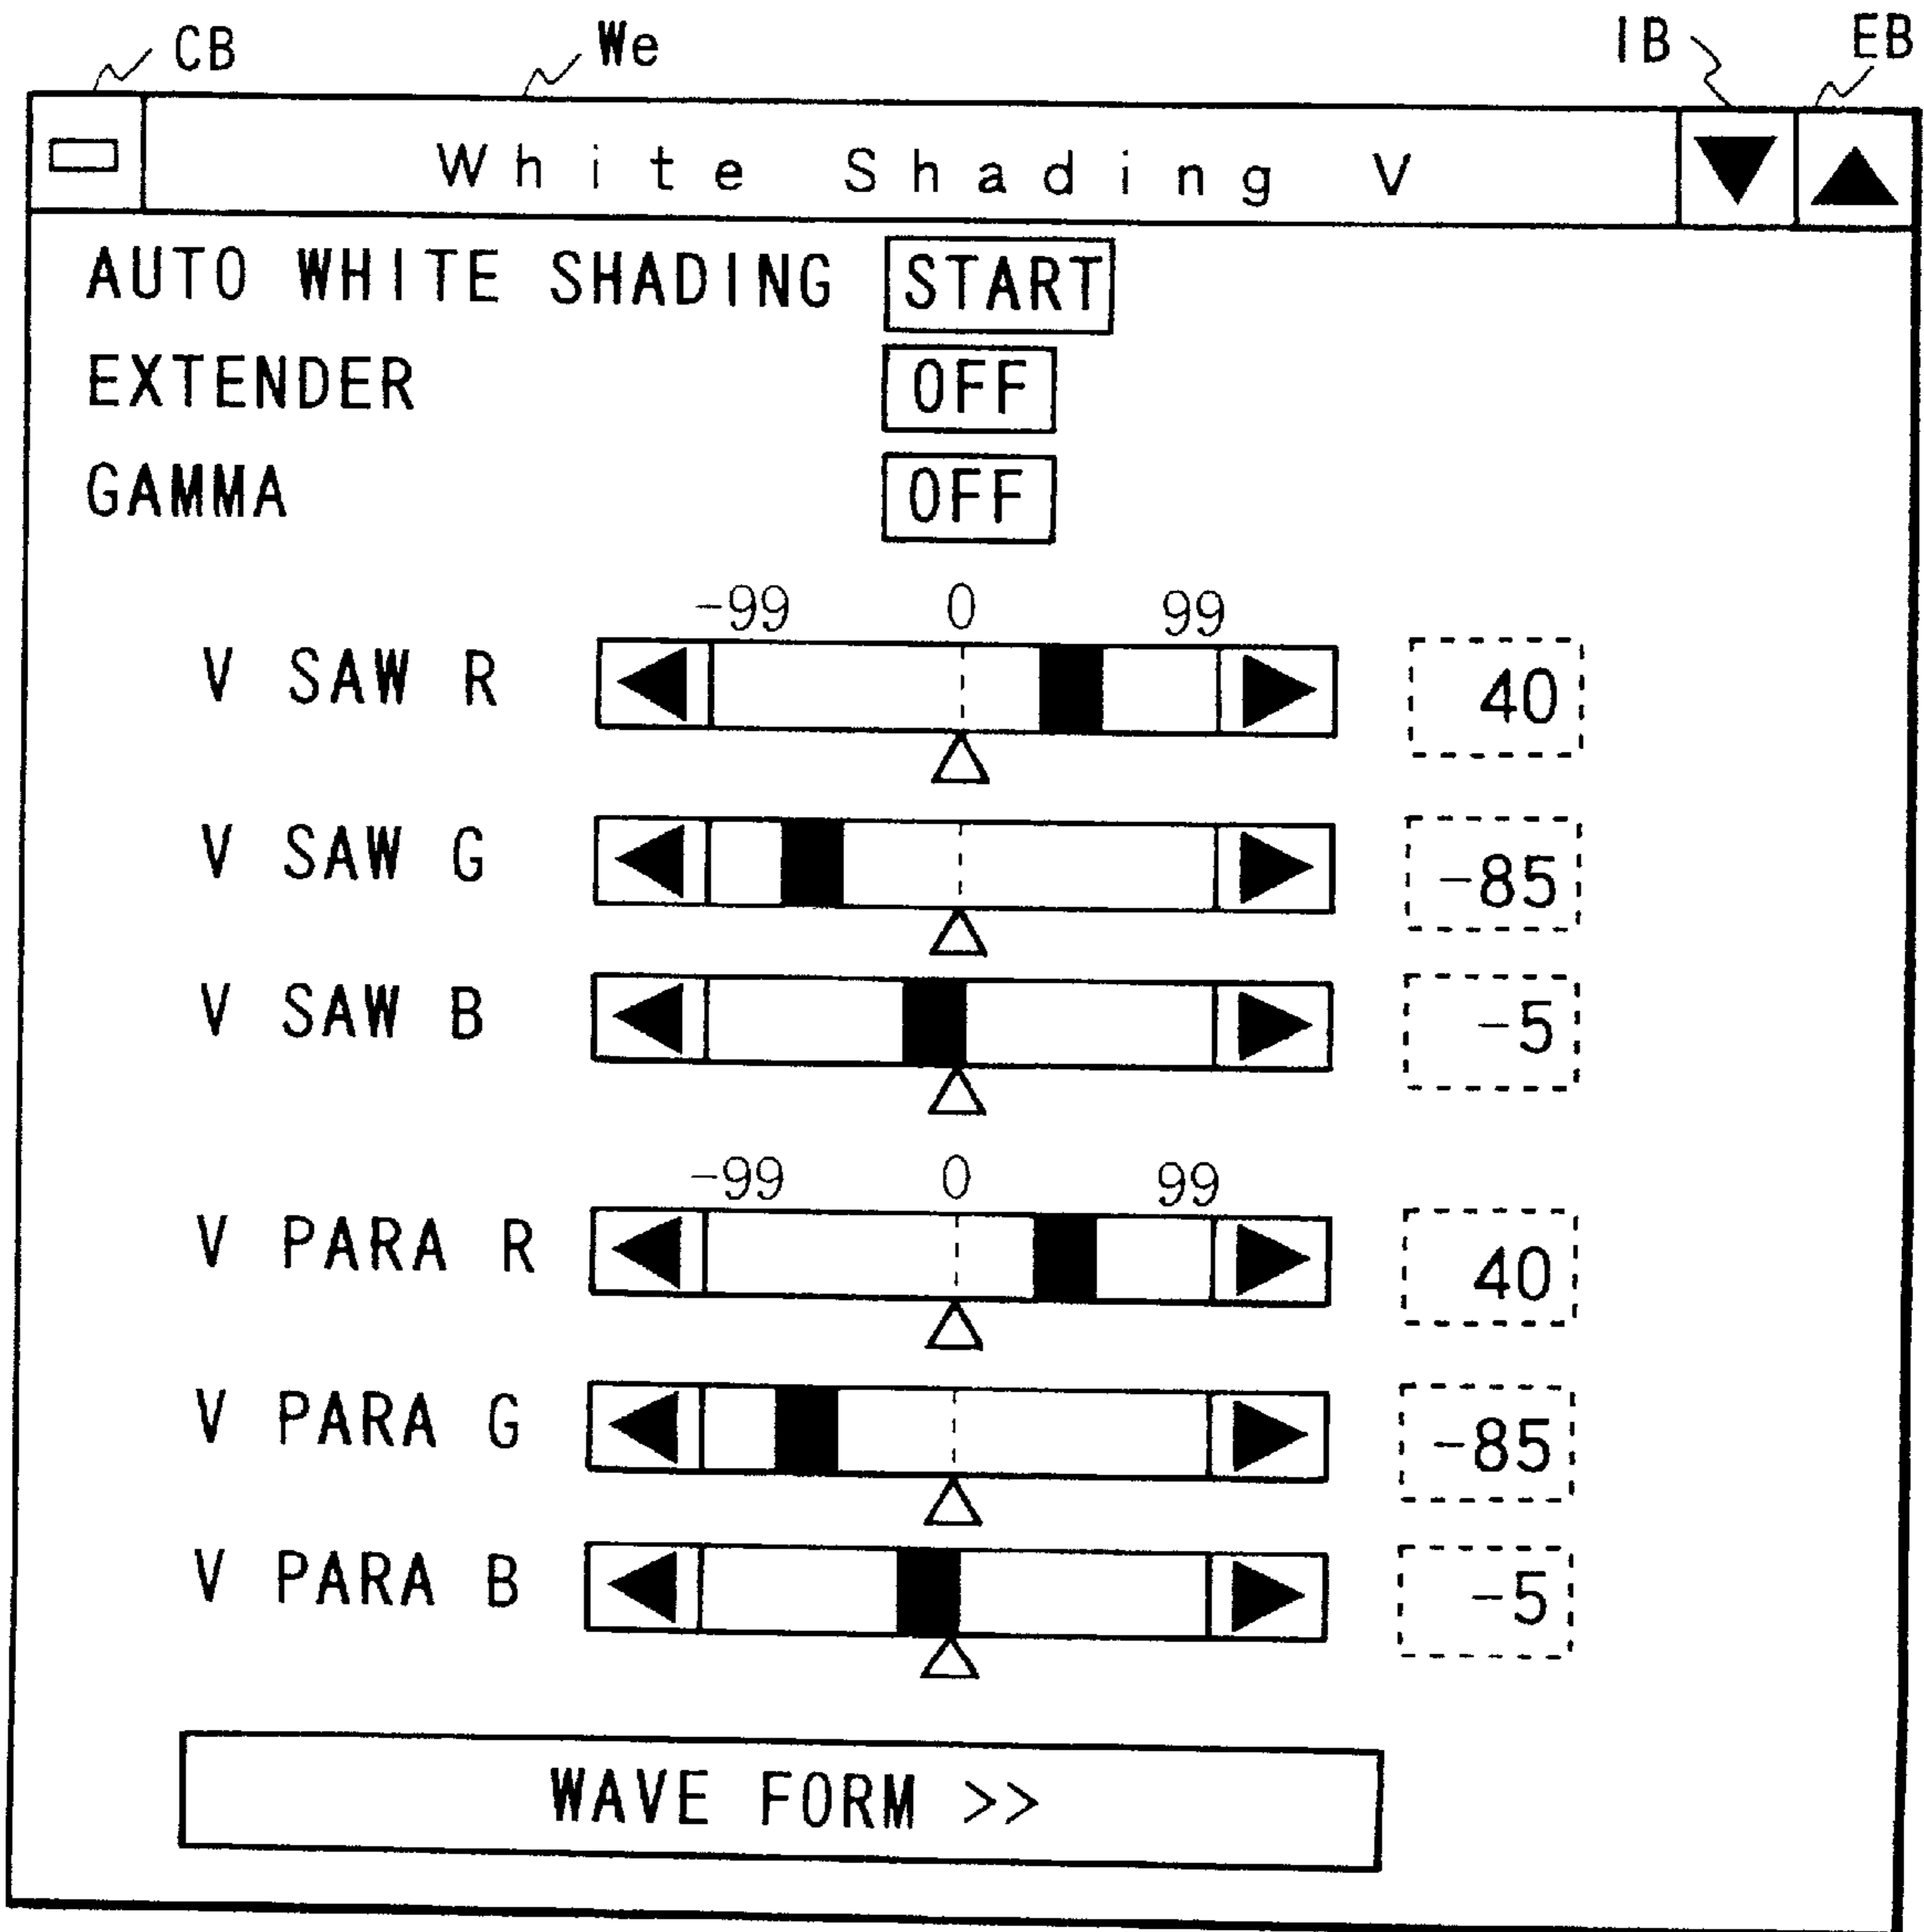 CB We IB EB
White Shading V
AUTO WHITE SHADING START
EXTENDER OFF
GAMMA OFF
-99 0 99
V SAW R 40
V SAW G -85
V SAW B -5
-99 0 99
V PARA R 40
V PARA G -85
V PARA B -5
WAVE FORM >>